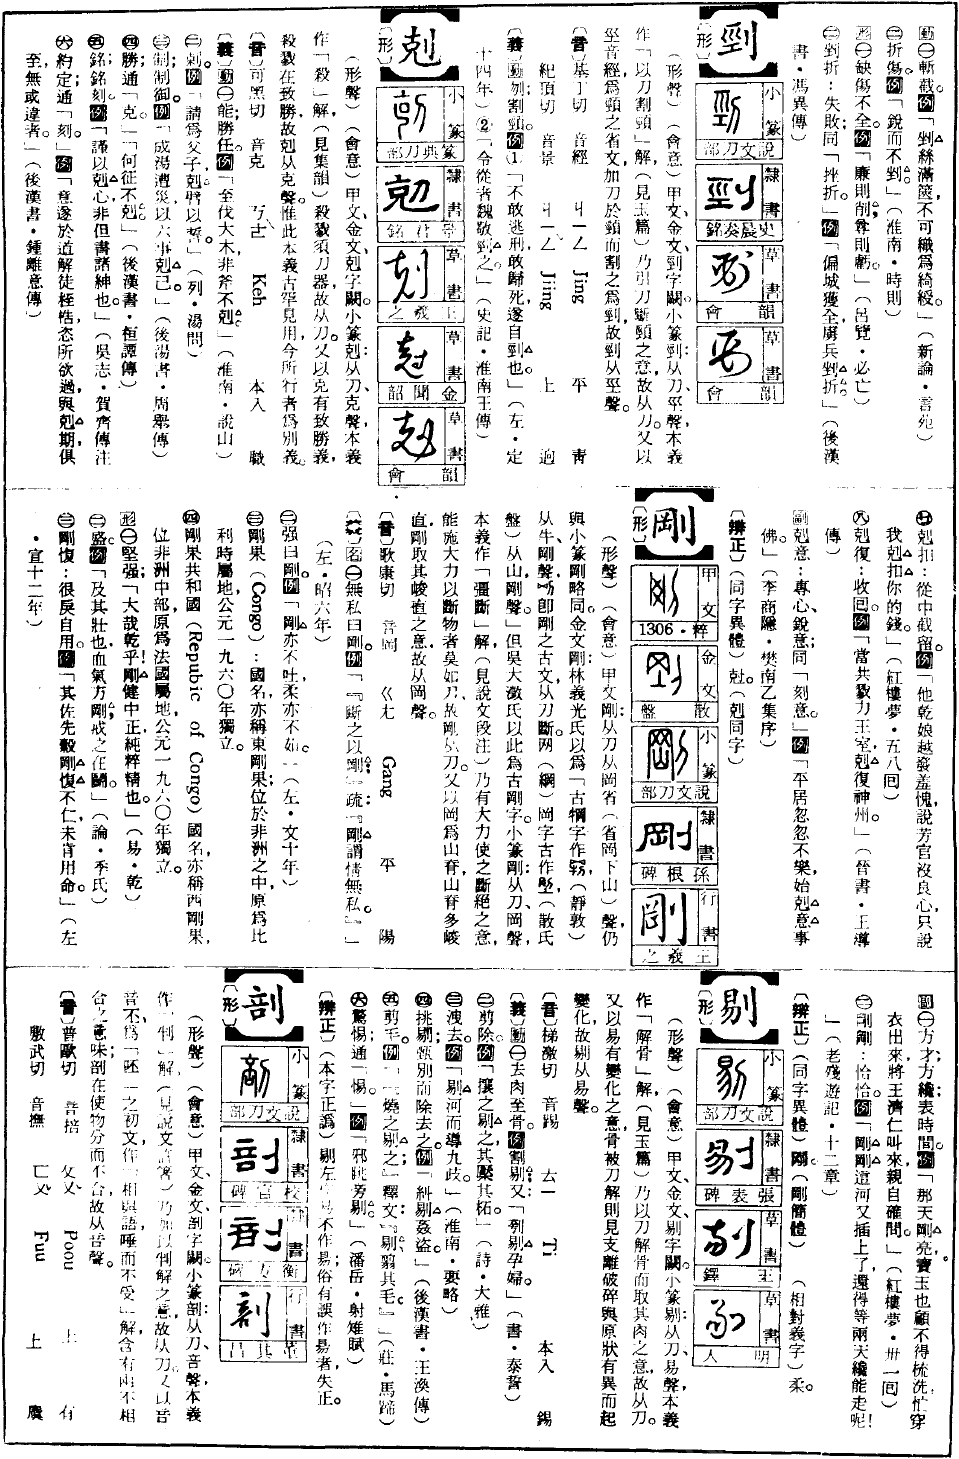 動㊀斬截。例「剄絲滿篋，不可織爲綺綬。」（新論·言苑）
㊁折傷。例「銳而不剄。」（淮南·時則）
形㊀缺傷不全。例「廉則剒，尊則虧。」（呂覽·必亡）
㊁剄折：失敗；同「挫折」。例「偏城獲全，虜兵剄折」（後漢
書·馮異傳）
剄
〔形〕
小篆 說文刀部
隸書 史晨奏銘
草書 韻會
草書 韻會
（形聲）（會意）甲文、金文剄字闕。小篆剄：从刀、巠聲，本義
作「以刀割頸」解（見玉篇）乃引刀斷頸之意，故从刀。又以
巠音經，爲頸之省文，加刀於頸而割之爲剄，故剄从巠聲。
〔音〕基丁切 音經 ㄐㄧㄥ Jing 平 青
紀頂切 音景 ㄐㄧㄥ Jiing 上 迥
〔義〕動刎；割頸。例⑴「不敢逃刑，敢歸死，遂自剄也。」（左·定
十四年）②「令從者魏敬剄之。」（史記·淮南王傳）
剋
〔形〕
小篆 篆典刀部
隸書 景君銘
草書 王羲之
草書 金聞韶
草書 韻會
（形聲）（會意）甲文、金文剋字闕。小篆剋：从刀、克聲，本義
作「殺」解（見集韻）殺戮須刀器，故从刀。又以克有致勝義，
殺戮在致勝，故剋从克聲。惟此本義古罕見用，今所行者爲別義。
〔音〕可黑切 音克 ㄎㄜ Keh 本入 職
〔義〕動㊀能；勝任。例「至伐大木，非斧不剋。」（淮南·說山）
㊁刺。例「請爲父子，剋臂以誓。」（列·湯問）
㊂制；制御。例「成湯遭災，以六事剋己。」（後漢書·周舉傳）
㊃勝；通「克。」「何征不剋」（後漢書·桓譚傳）
㊄銘；銘刻。例「謹以剋心，非但書諸紳也。」（吳志·賀齊傳注
㊅約定；通「刻。」例「意遂於道解徒桎梏，恣所欲過，與剋期，俱
至，無或違者。」（後漢書·鍾離意傳）
㊆剋扣：從中截留。例「他乾娘越發羞愧，說芳官沒良心，只說
我剋扣你的錢。」（紅樓夢·五八回）
㊇剋復：收回。例「當共戮力王室，剋復神州。」（晉書·王導
傳）
副剋意：專心、銳意；同「刻意。」例「平居忽忽不樂，始剋意事
佛」（李商隱·樊南乙集序）
〔辨正〕（同字異體）尅。（剋同字）
剛
〔形〕
甲文 1306·粹
金文 散盤
小篆 說文刀部
隸書 孫根碑
行書 王羲之
（形聲）（會意）甲文剛：从刀从岡省（省岡下山）聲，仍
與小篆剛略同。金文剛：林義光氏以爲「古犅字作（靜敦）
从牛剛聲，卽剛之古文，从刀斷网（綱）岡字古作（散氏
盤）从山剛聲。」但吳大澂氏以此爲古剛字。小篆剛：从刀、岡聲，
本義作「彊斷」解（見說文段注）乃有大力使之斷絕之意，
能施大力以斷物者莫如刀，故剛从刀。又以岡爲山脊，山脊多峻
直，剛取其峻直之意，故从岡聲。
〔音〕歌康切 音岡 ㄍㄤ Gang 平 陽
〔義〕名㊀無私曰剛。例「『斷之以剛』疏：『剛謂情無私。』」
（左·昭六年）
㊁强曰剛。例「剛亦不吐，柔亦不茹。」（左·文十年）
㊂剛果（Congo）：國名，亦稱東剛果，位於非洲之中，原爲比
利時屬地，公元一九六〇年獨立。
㊃剛果共和國（Republic of Congo）國名，亦稱西剛果，
位非洲中部，原爲法國屬地，公元一九六〇年獨立。
形㊀堅强；「大哉乾乎！剛健中正，純粹精也。」（易·乾）
㊁盛。例「及其壯也，血氣方剛，戒之在鬪。」（論·季氏）
㊂剛愎：很戾自用。例「其佐先縠，剛愎不仁，未肯用命。」（左
·宣十二年）
副㊀方才；方纔；表時間。例「那天剛亮，寶玉也顧不得梳洗，忙穿
衣出來，將王濟仁叫來，親自確問。」（紅樓夢·卅一回）
㊁剛剛：恰恰。例「剛剛這河又插上了，還得等兩天纔能走呢！
」（老殘遊記·十二章）
〔辨正〕（同字異體）（剛簡體）（相對義字）柔。
剔
〔形〕
小篆 說文刀部
隸書 張表碑
草書 王鐸
草書 明人
（形聲）（會意）甲文、金文剔字闕。小篆剔：从刀、易聲，本義
作「解骨」解（見玉篇）乃以刀解骨而取其肉之意，故从刀。
又以易有變化之意，骨被刀解則見支離破碎，與原狀有異而起
變化，故剔从易聲。
〔音〕梯激切 音踢 ㄊㄧ Ti 本入 錫
〔義〕動㊀去肉至骨。例割剔；又「刳剔孕婦。」（書·泰誓）
㊁剪除。「攘之剔之，其檿其柘。」（詩·大雅）
㊂洩去。例「剔河而導九歧。」（淮南·要略）
㊃挑剔；甄別而除去之。例「糾剔姦盜。」（後漢書·王渙傳）
㊄剪毛。例「『燒之剔之』；釋文『剔翦其毛。』」（莊·馬蹄）
㊅驚惕；通「惕。」例「邪眺旁剔。」（潘岳·射雉賦）
〔辨正〕（本字正譌）剔左作易不作昜，俗有誤作昜者失正。
剖
〔形〕
小篆 說文刀部
隸書 校官碑
隸書 衡方碑
行書 董其昌
（形聲）（會意）甲文、金文剖字闕。小篆剖：从刀、音聲，本義
作「判」解（見說文許箸）乃加以判解之意，故从刀。又以音
音不，爲「胚」之初文，作「相與語唾而不受」解，含有兩不相
合之意味，剖在使物分而不合，故从音聲。
〔音〕普歐切 音掊 ㄆㄡ Poou 上 有
敷武切 音撫 ㄈㄨ Fuu 上 麌